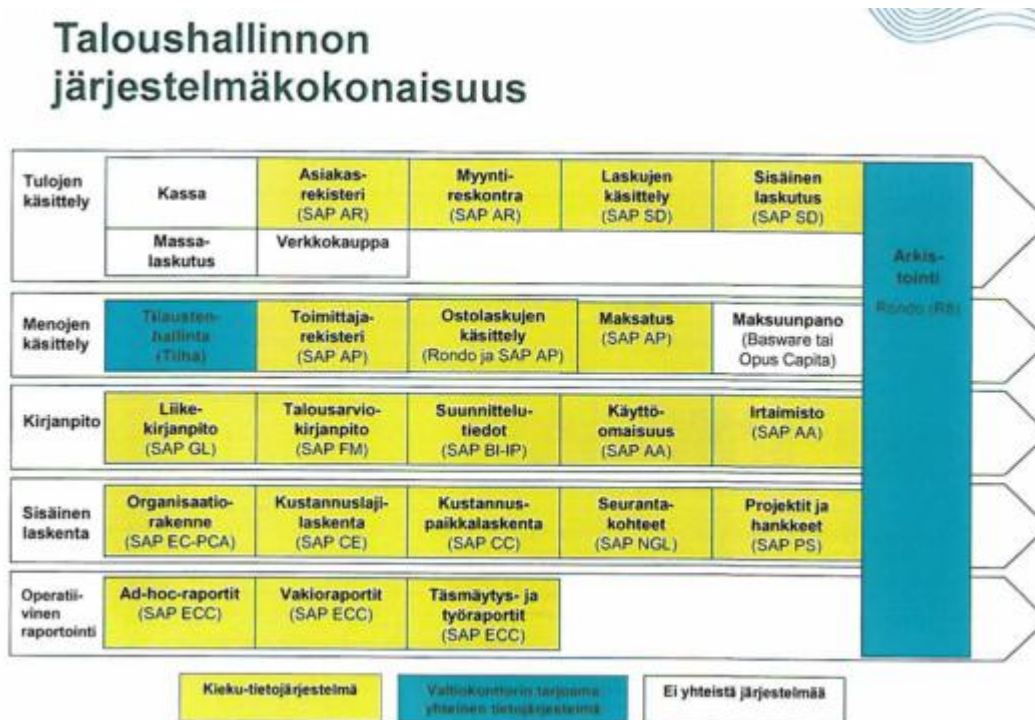 Taloushallinnon
järjestelmäkokonaisuus
Tulojen
käsittely
Kassa
Asiakas-
rekisteri
(SAP AR)
Myynti-
reskontra
(SAP AR)
Laskujen
käsittely
(SAP SD)
Sisäinen
laskutus
(SAP SD)
Massa-
laskutus
Verkkokauppa
Arkis-
tointi
Rondo (R8)
Menojen
käsittely
Tilausten-
hallinta
(Tilha)
Toimittaja-
rekisteri
(SAP AP)
Ostolaskujen
käsittely
(Rondo ja SAP AP)
Maksatus
(SAP AP)
Maksuunpano
(Basware tai
Opus Capita)
Kirjanpito
Liike-
kirjanpito
(SAP GL)
Talousarvio-
kirjanpito
(SAP FM)
Suunnittelu-
tiedot
(SAP BI-IP)
Käyttö-
omaisuus
(SAP AA)
Irtaimisto
(SAP AA)
Sisäinen
laskenta
Organisaatio-
rakenne
(SAP EC-PCA)
Kustannuslaji-
laskenta
(SAP CE)
Kustannus-
paikkalaskenta
(SAP CC)
Seuranta-
kohteet
(SAP NGL)
Projektit ja
hankkeet
(SAP PS)
Operatii-
vinen
raportointi
Ad-hoc-raportit
(SAP ECC)
Vakioraportit
(SAP ECC)
Täsmäytys- ja
työraportit
(SAP ECC)
Kieku-tietojärjestelmä
Valtiokonttorin tarjoama
yhteinen tietojärjestelmä
Ei yhteistä järjestelmää